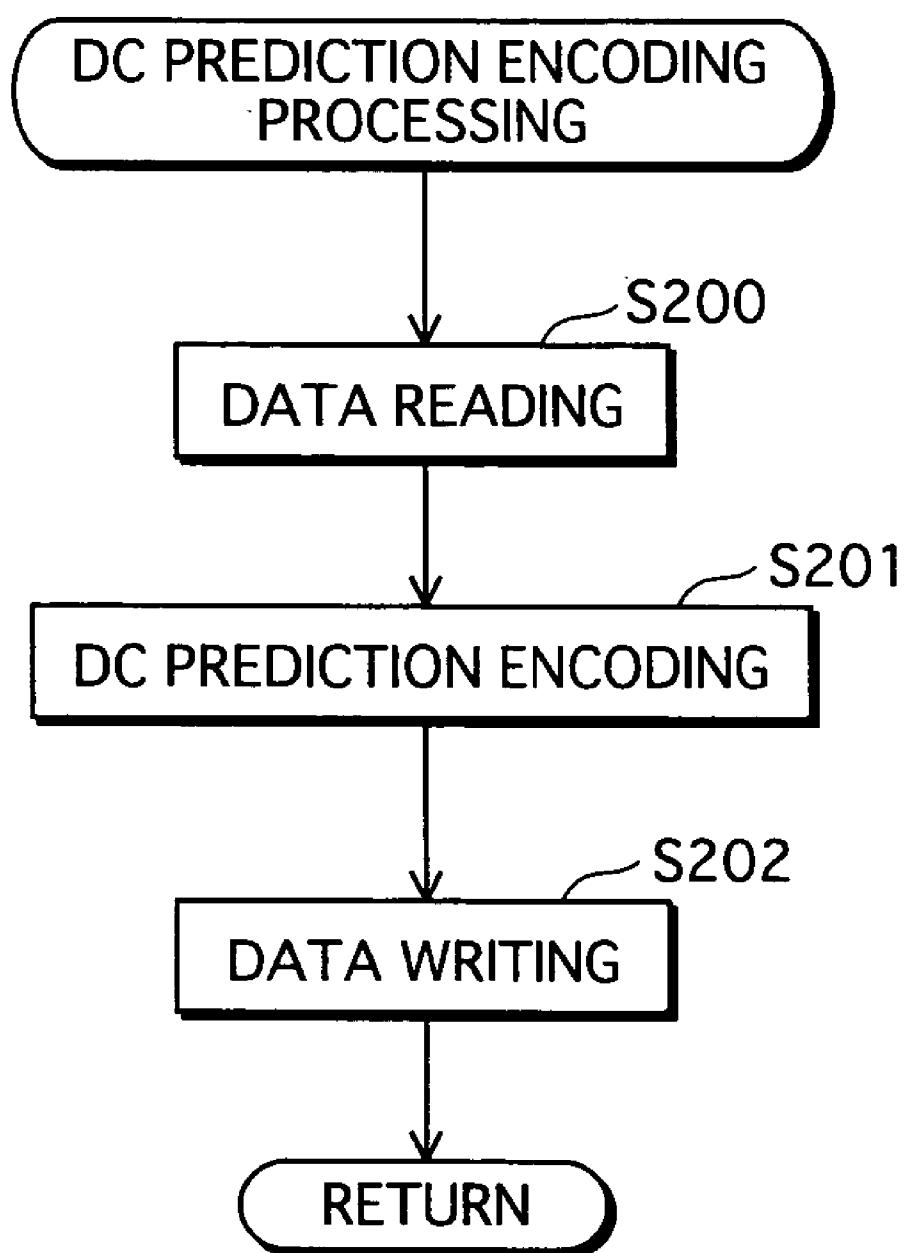 DC PREDICTION ENCODING
PROCESSING
S200
DATA READING
S201
DC PREDICTION ENCODING
S202
DATA WRITING
RETURN